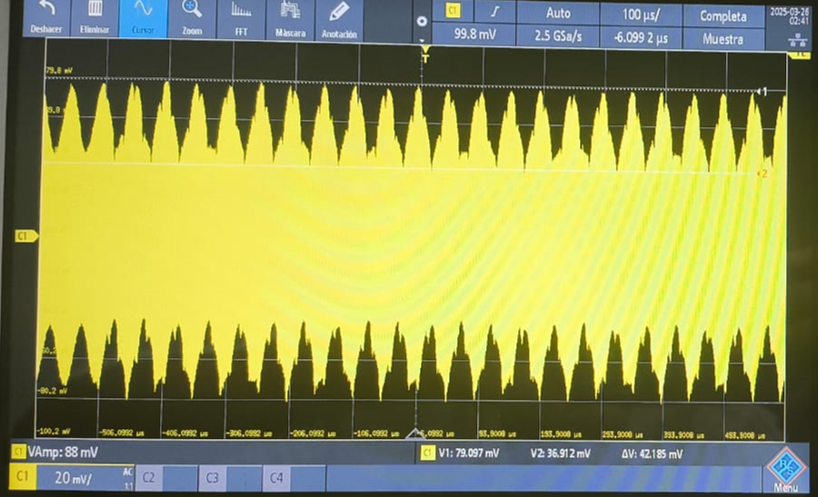 C1 Auto 100 µs/ Completa 2025-03-26
02:41
Deshacer Eliminar Cursor Zoom FFT Máscara Anotación 99.8 mV 2.5 GSa/s -6.099 2 µs Muestra
T
79.8 mV
1
2
C1
-80.2 mV
-100.2 mV -506.0992 µs -406.0992 µs -306.0992 µs -206.0992 µs -106.0992 µs -6.0992 µs 93.9008 µs 193.9008 µs 293.9008 µs 393.9008 µs 493.9008 µs
C1 VAmp: 88 mV C1 V1: 79.097 mV V2: 36.912 mV ΔV: 42.185 mV
C1 20 mV/ AC 1:1 C2 C3 C4 R&S
Menú